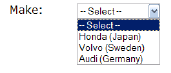 Make: -- Select --
-- Select --
Honda (Japan)
Volvo (Sweden)
Audi (Germany)